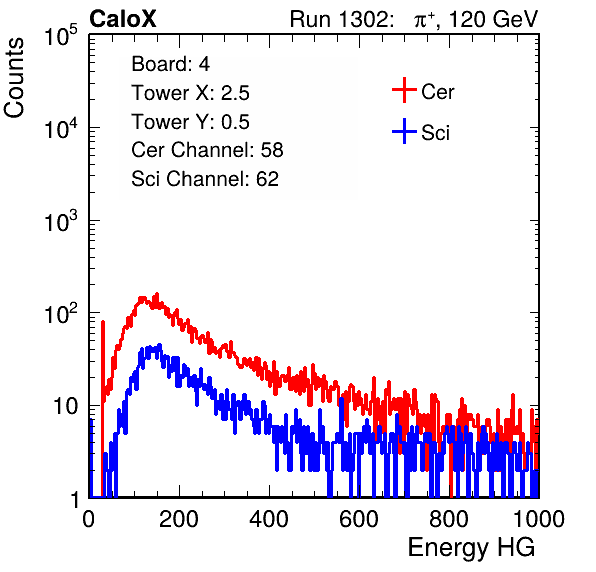 CaloX Run 1302: π⁺, 120 GeV
Counts
10⁵
10⁴
10³
10²
10
1
Board: 4
Tower X: 2.5
Tower Y: 0.5
Cer Channel: 58
Sci Channel: 62
Cer
Sci
0 200 400 600 800 1000
Energy HG